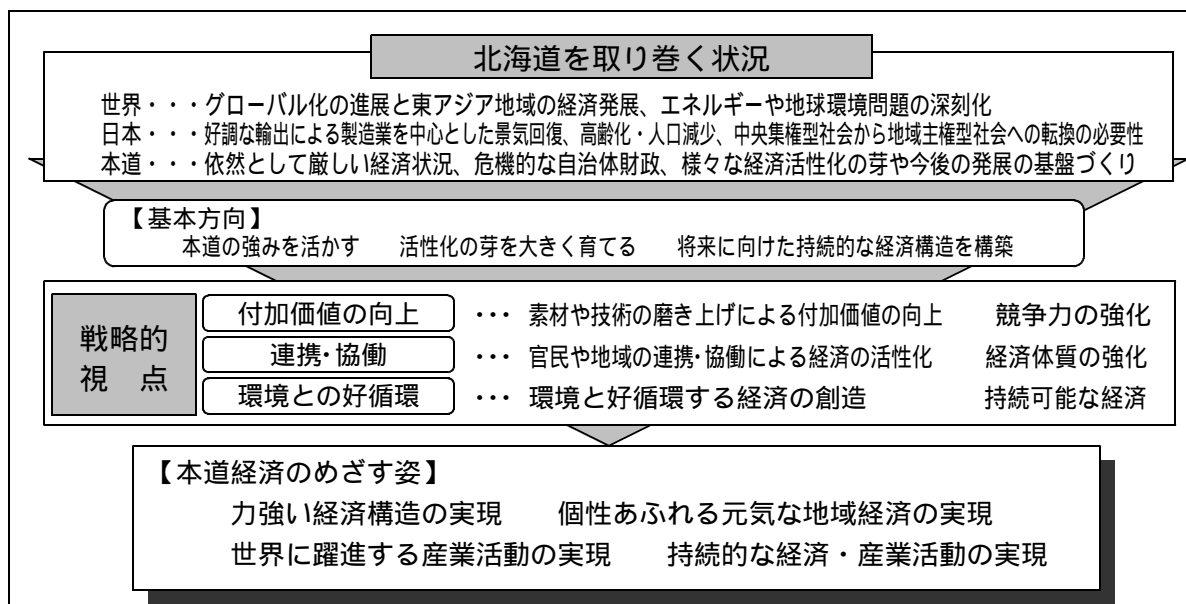 北海道を取り巻く状況
世界・・・グローバル化の進展と東アジア地域の経済発展、エネルギーや地球環境問題の深刻化
日本・・・好調な輸出による製造業を中心とした景気回復、高齢化・人口減少、中央集権型社会から地域主権型社会への転換の必要性
本道・・・依然として厳しい経済状況、危機的な自治体財政、様々な経済活性化の芽や今後の発展の基盤づくり
【基本方向】
本道の強みを活かす 活性化の芽を大きく育てる 将来に向けた持続的な経済構造を構築
戦略的
視 点
付加価値の向上 ・・・ 素材や技術の磨き上げによる付加価値の向上 競争力の強化
連携・協働 ・・・ 官民や地域の連携・協働による経済の活性化 経済体質の強化
環境との好循環 ・・・ 環境と好循環する経済の創造 持続可能な経済
【本道経済のめざす姿】
力強い経済構造の実現 個性あふれる元気な地域経済の実現
世界に躍進する産業活動の実現 持続的な経済・産業活動の実現